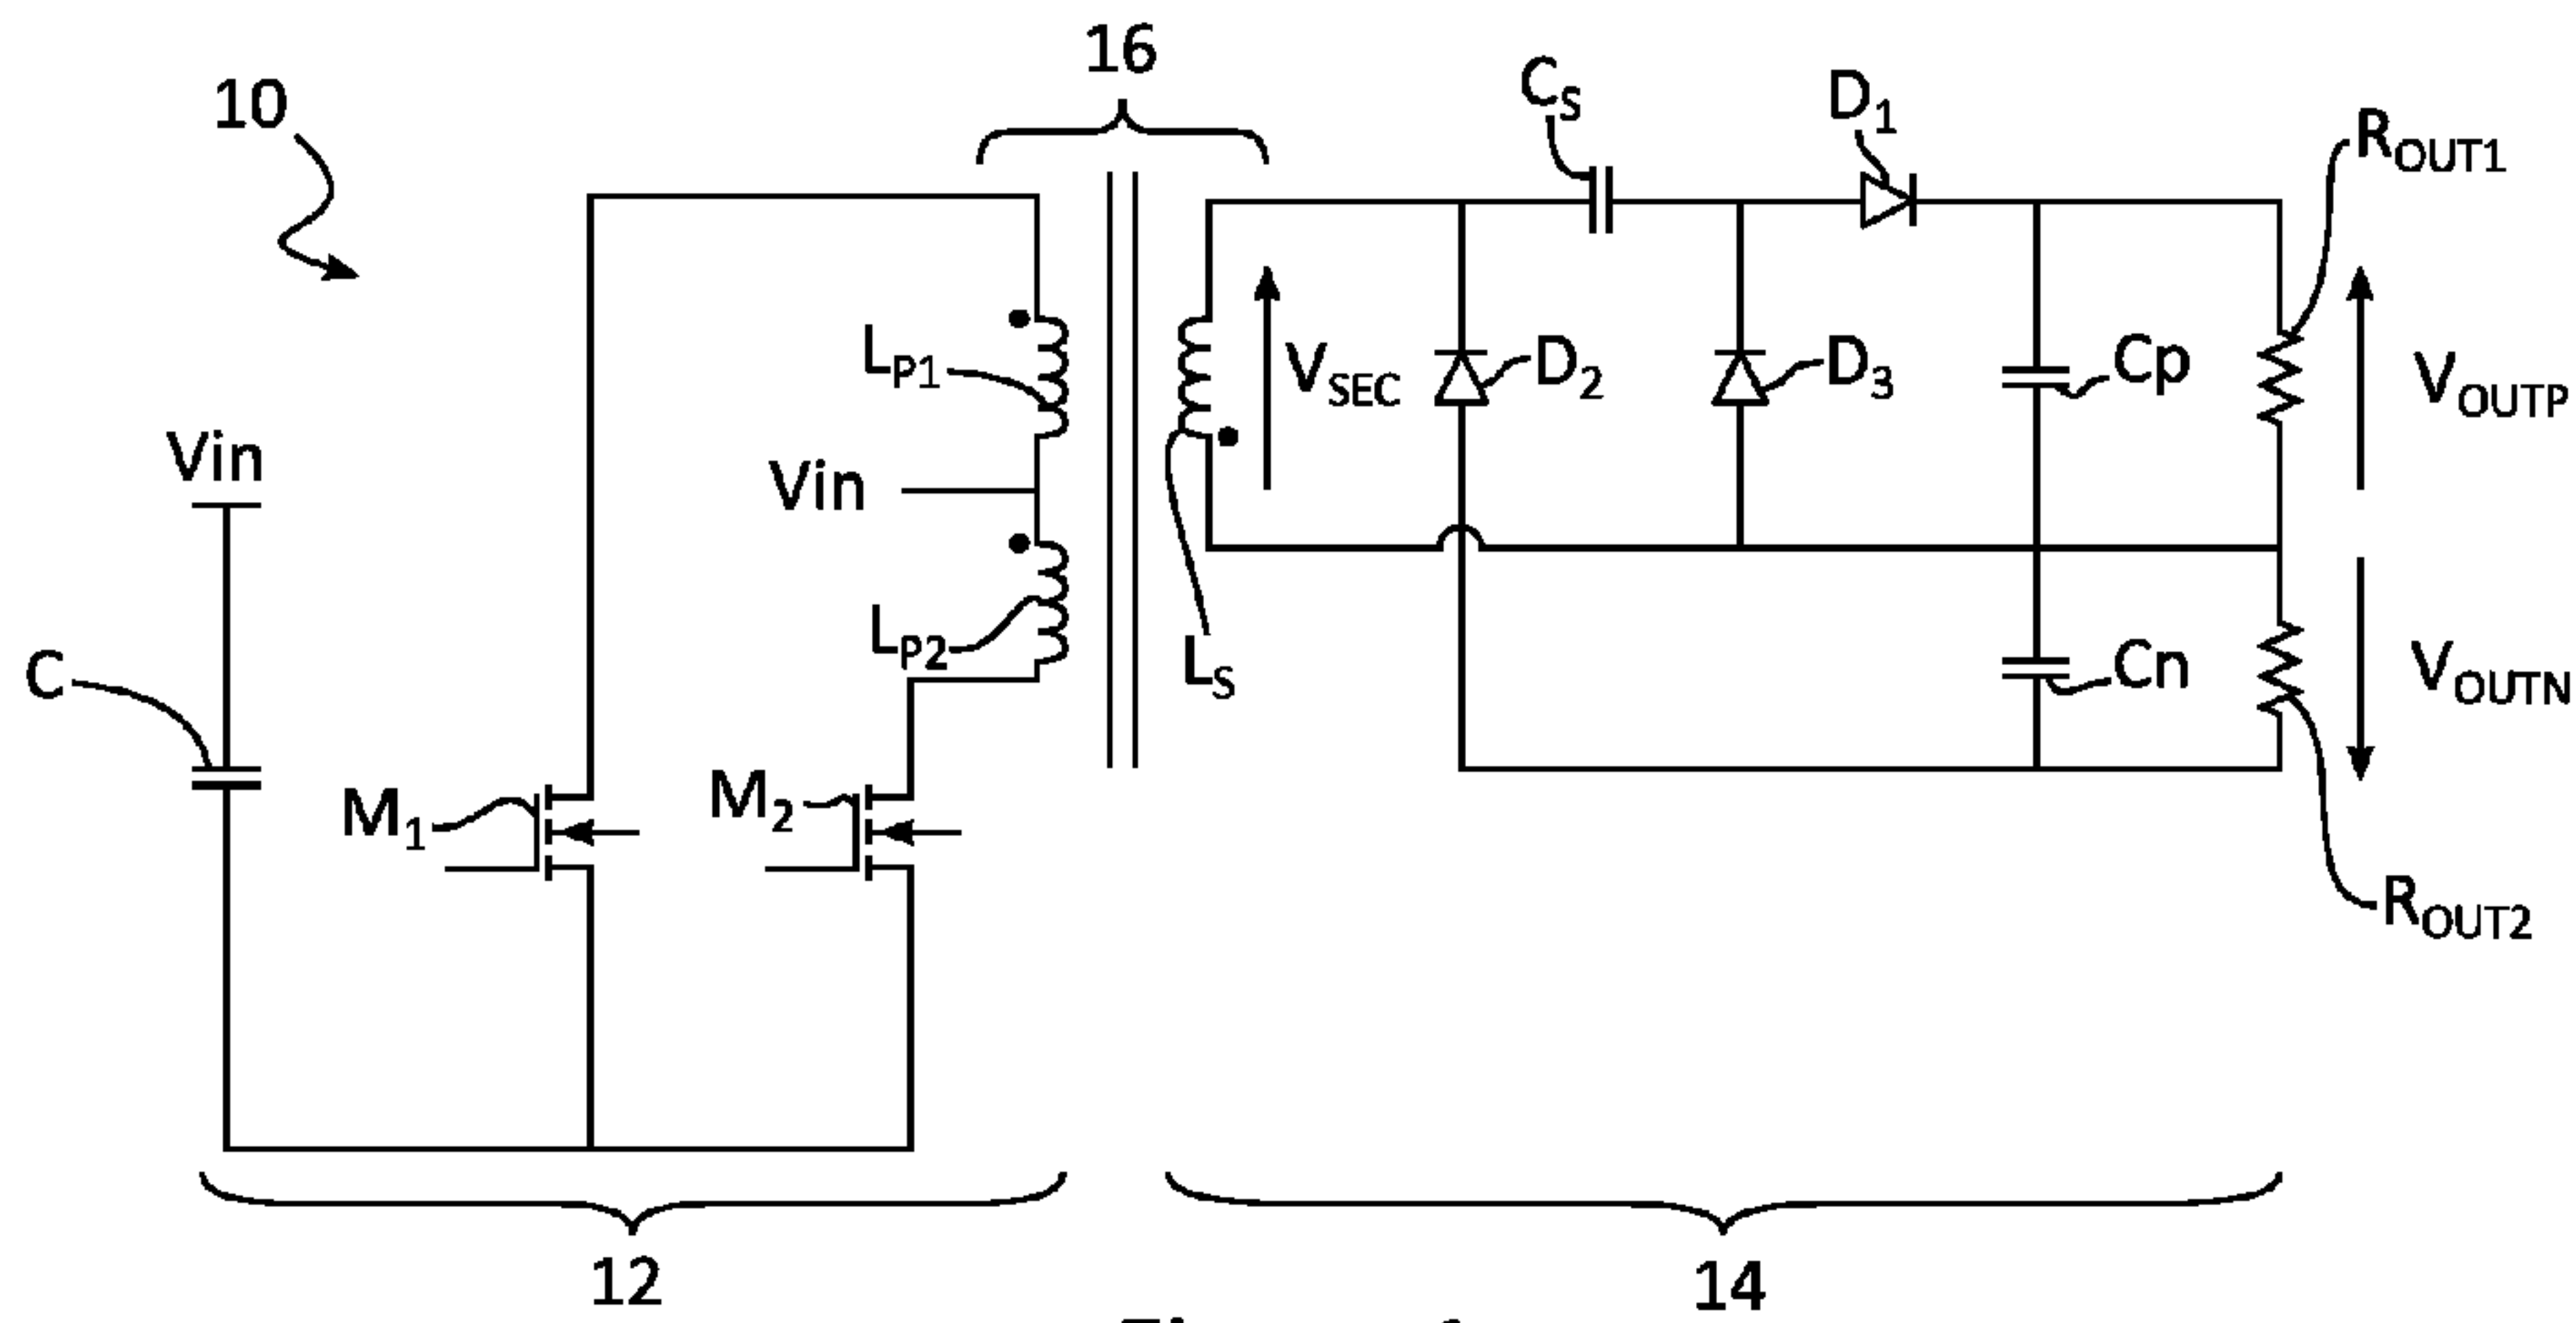 16
10
C_S
D_1
R_OUT1
L_P1
V_SEC
D_2
D_3
Cp
V_OUTP
Vin
Vin
L_P2
L_S
Cn
V_OUTN
C
M_1
M_2
R_OUT2
12
14